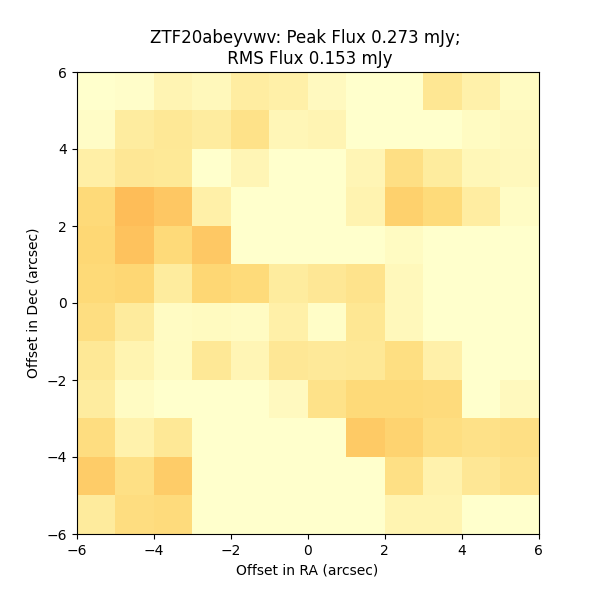 ZTF20abeyvwv: Peak Flux 0.273 mJy;
RMS Flux 0.153 mJy
6
4
2
0
−2
−4
−6
Offset in Dec (arcsec)
−6 −4 −2 0 2 4 6
Offset in RA (arcsec)